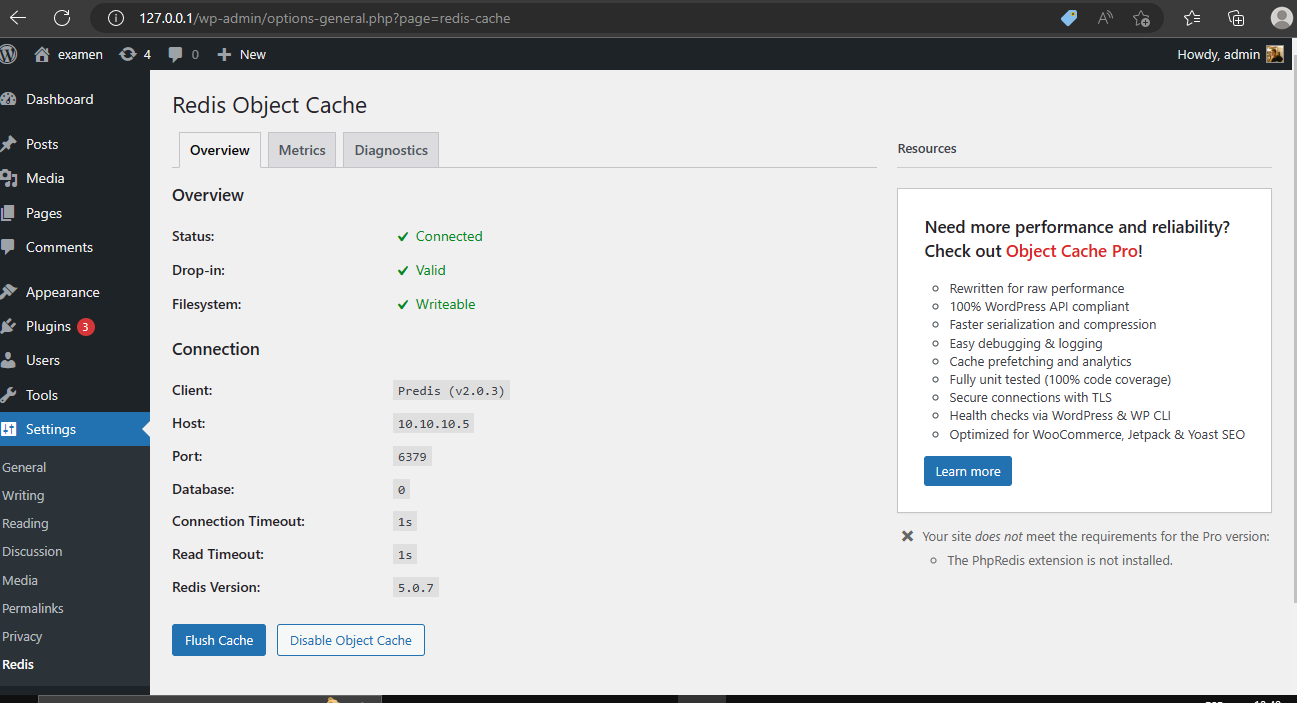 127.0.0.1/wp-admin/options-general.php?page=redis-cache
examen 4 0 New Howdy, admin
Dashboard
Posts
Media
Pages
Comments
Appearance
Plugins 3
Users
Tools
Settings
General
Writing
Reading
Discussion
Media
Permalinks
Privacy
Redis
Redis Object Cache
Overview Metrics Diagnostics
Overview
Status: Connected
Drop-in: Valid
Filesystem: Writeable
Connection
Client: Predis (v2.0.3)
Host: 10.10.10.5
Port: 6379
Database: 0
Connection Timeout: 1s
Read Timeout: 1s
Redis Version: 5.0.7
Flush Cache Disable Object Cache
Resources
Need more performance and reliability?
Check out Object Cache Pro!
Rewritten for raw performance
100% WordPress API compliant
Faster serialization and compression
Easy debugging & logging
Cache prefetching and analytics
Fully unit tested (100% code coverage)
Secure connections with TLS
Health checks via WordPress & WP CLI
Optimized for WooCommerce, Jetpack & Yoast SEO
Learn more
Your site does not meet the requirements for the Pro version:
The PhpRedis extension is not installed.